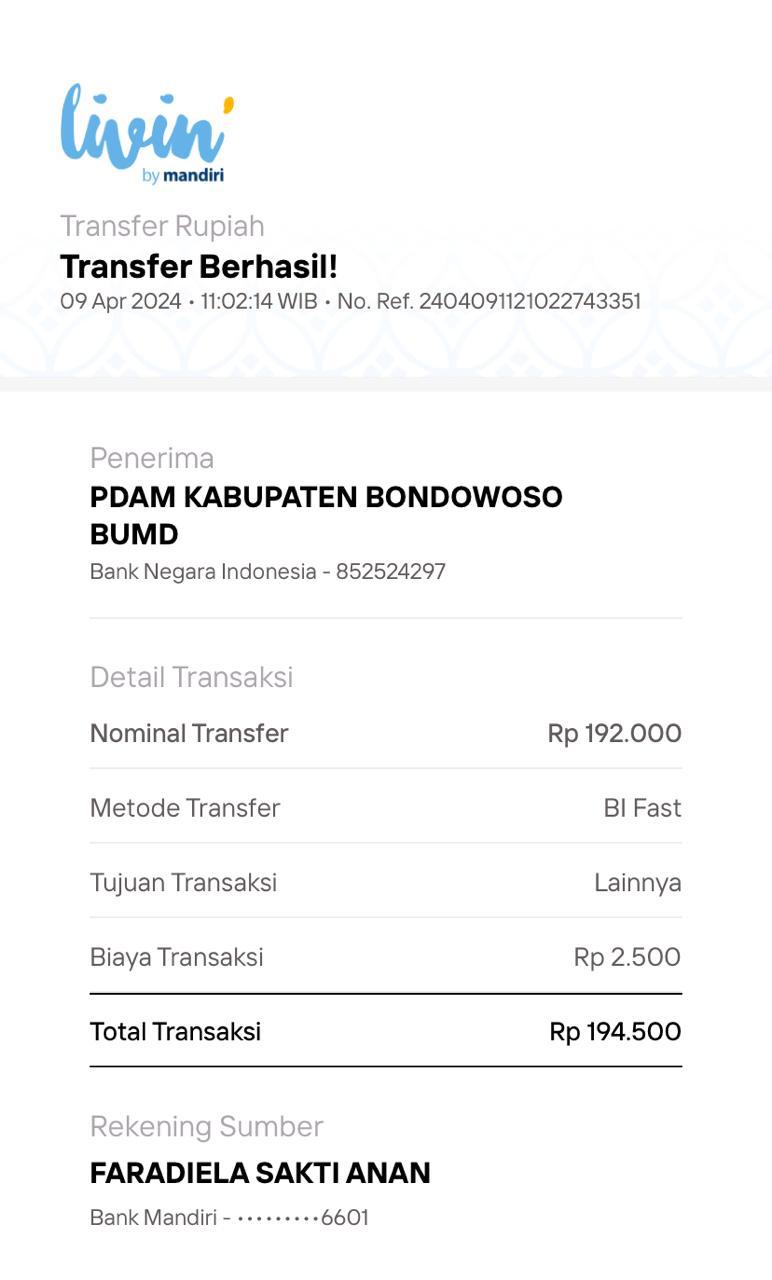 livin'
by mandiri
Transfer Rupiah
Transfer Berhasil!
09 Apr 2024 • 11:02:14 WIB • No. Ref. 2404091121022743351
Penerima
PDAM KABUPATEN BONDOWOSO
BUMD
Bank Negara Indonesia - 852524297
Detail Transaksi
Nominal Transfer Rp 192.000
Metode Transfer BI Fast
Tujuan Transaksi Lainnya
Biaya Transaksi Rp 2.500
Total Transaksi Rp 194.500
Rekening Sumber
FARADIELA SAKTI ANAN
Bank Mandiri - •••••••••6601